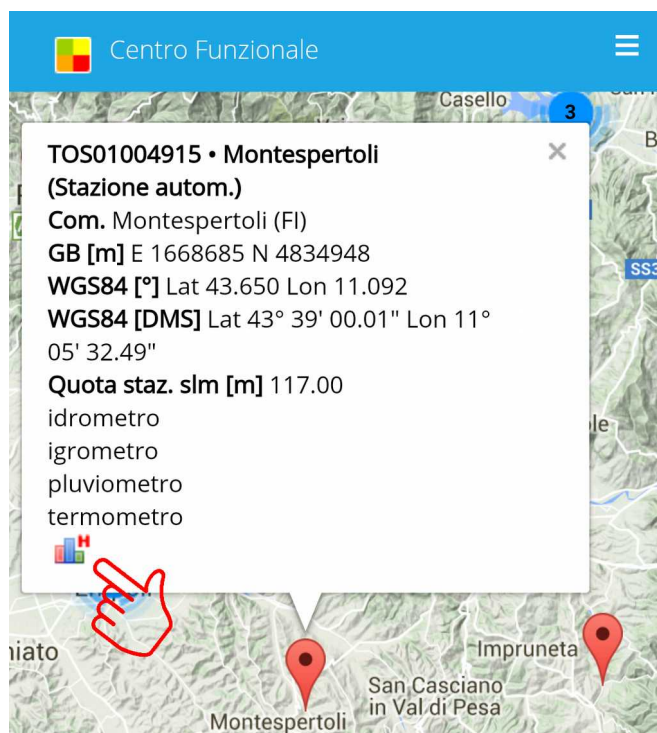 Centro Funzionale
Casello
3
TOS01004915 • Montespertoli
(Stazione autom.)
Com. Montespertoli (FI)
GB [m] E 1668685 N 4834948
WGS84 [°] Lat 43.650 Lon 11.092
WGS84 [DMS] Lat 43° 39' 00.01" Lon 11°
05' 32.49"
Quota staz. slm [m] 117.00
idrometro
igrometro
pluviometro
termometro
H
B
SS3
le
niato
Impruneta
San Casciano
in Val di Pesa
Montespertoli